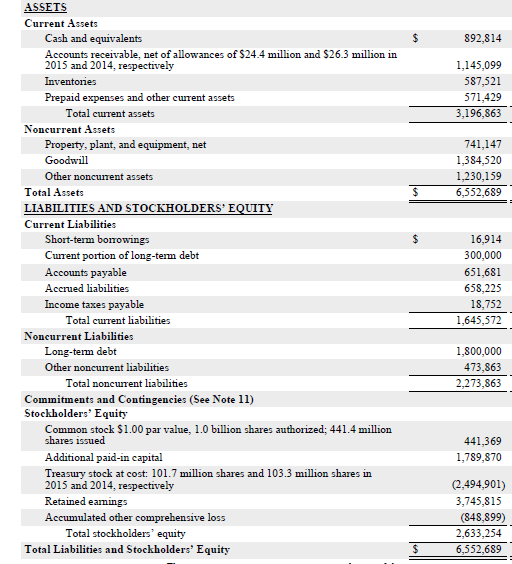 ASSETS
Current Assets
Cash and equivalents $ 892,814
Accounts receivable, net of allowances of $24.4 million and $26.3 million in
2015 and 2014, respectively 1,145,099
Inventories 587,521
Prepaid expenses and other current assets 571,429
Total current assets 3,196,863
Noncurrent Assets
Property, plant, and equipment, net 741,147
Goodwill 1,384,520
Other noncurrent assets 1,230,159
Total Assets $ 6,552,689
LIABILITIES AND STOCKHOLDERS' EQUITY
Current Liabilities
Short-term borrowings $ 16,914
Current portion of long-term debt 300,000
Accounts payable 651,681
Accrued liabilities 658,225
Income taxes payable 18,752
Total current liabilities 1,645,572
Noncurrent Liabilities
Long-term debt 1,800,000
Other noncurrent liabilities 473,863
Total noncurrent liabilities 2,273,863
Commitments and Contingencies (See Note 11)
Stockholders' Equity
Common stock $1.00 par value, 1.0 billion shares authorized; 441.4 million
shares issued 441,369
Additional paid-in capital 1,789,870
Treasury stock at cost: 101.7 million shares and 103.3 million shares in
2015 and 2014, respectively (2,494,901)
Retained earnings 3,745,815
Accumulated other comprehensive loss (848,899)
Total stockholders' equity 2,633,254
Total Liabilities and Stockholders' Equity $ 6,552,689